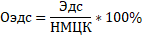 Оэдс = Эдс / НМЦК * 100%